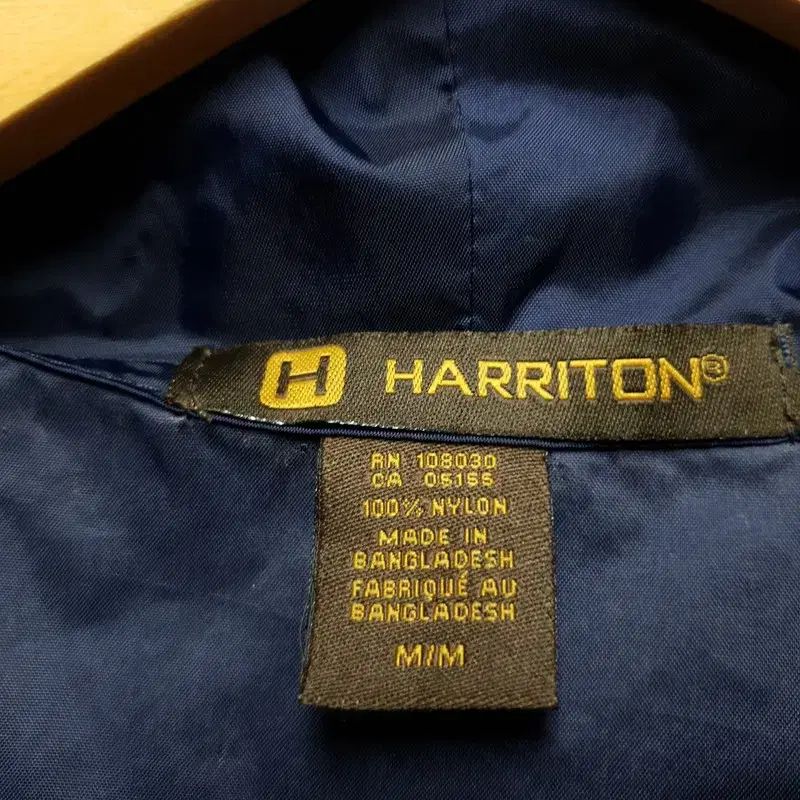 H HARRITON®
RN 108030
CA 05155
100% NYLON
MADE IN
BANGLADESH
FABRIQUÉ AU
BANGLADESH
M/M